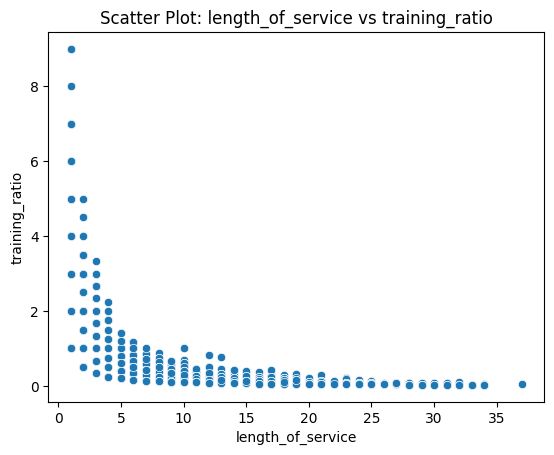 Scatter Plot: length_of_service vs training_ratio
training_ratio
8
6
4
2
0
0 5 10 15 20 25 30 35
length_of_service